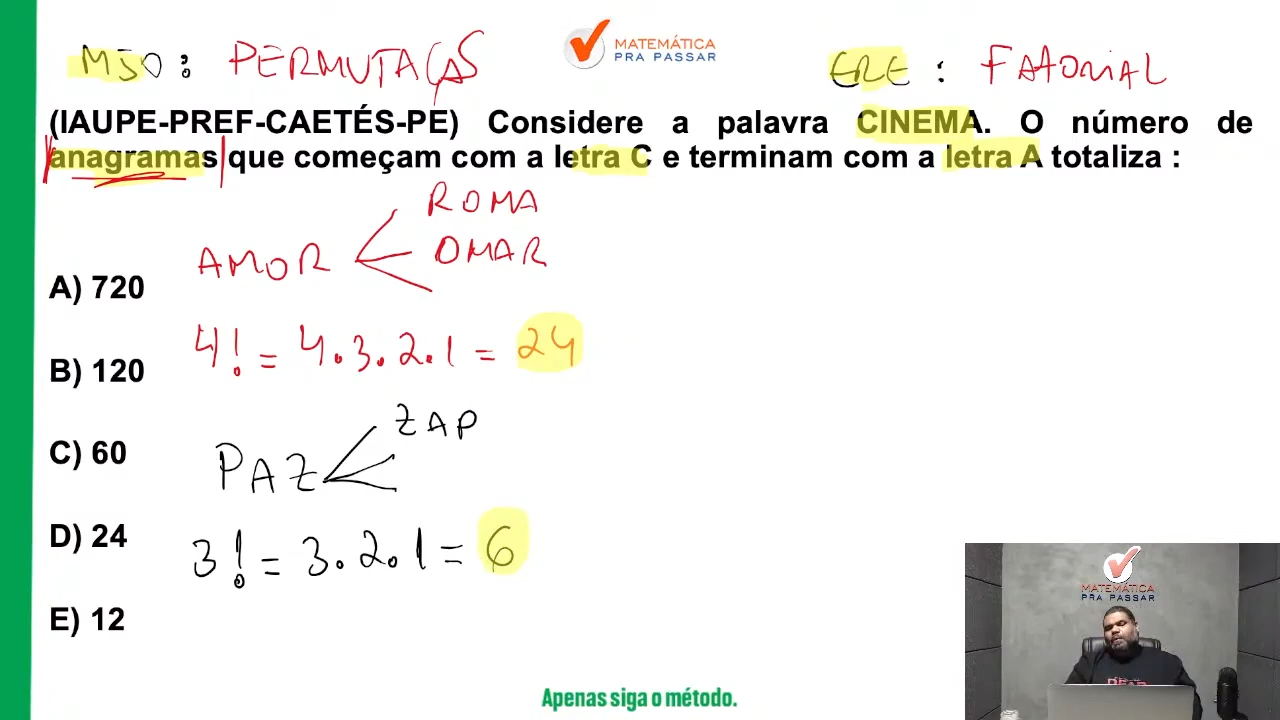 MJO : PERMUTAÇÃS
MATEMÁTICA
PRA PASSAR
ERE : FATORIAL
(IAUPE-PREF-CAETÉS-PE) Considere a palavra CINEMA. O número de
anagramas que começam com a letra C e terminam com a letra A totaliza :
ROMA
AMOR
OMAR
A) 720
4! = 4.3.2.1 = 24
B) 120
ZAP
C) 60
PAZ
D) 24
3! = 3.2.1 = 6
E) 12
MATEMÁTICA
PRA PASSAR
Apenas siga o método.